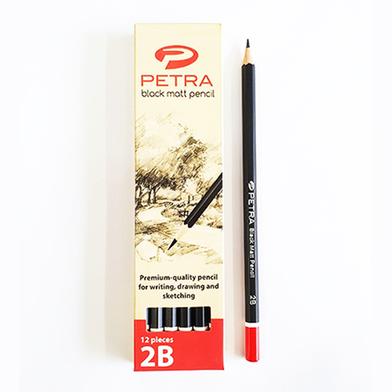 PETRA
black matt pencil
Premium-quality pencil
for writing, drawing and
sketching
12 pieces
2B
PETRA Black Matt Pencil 2B